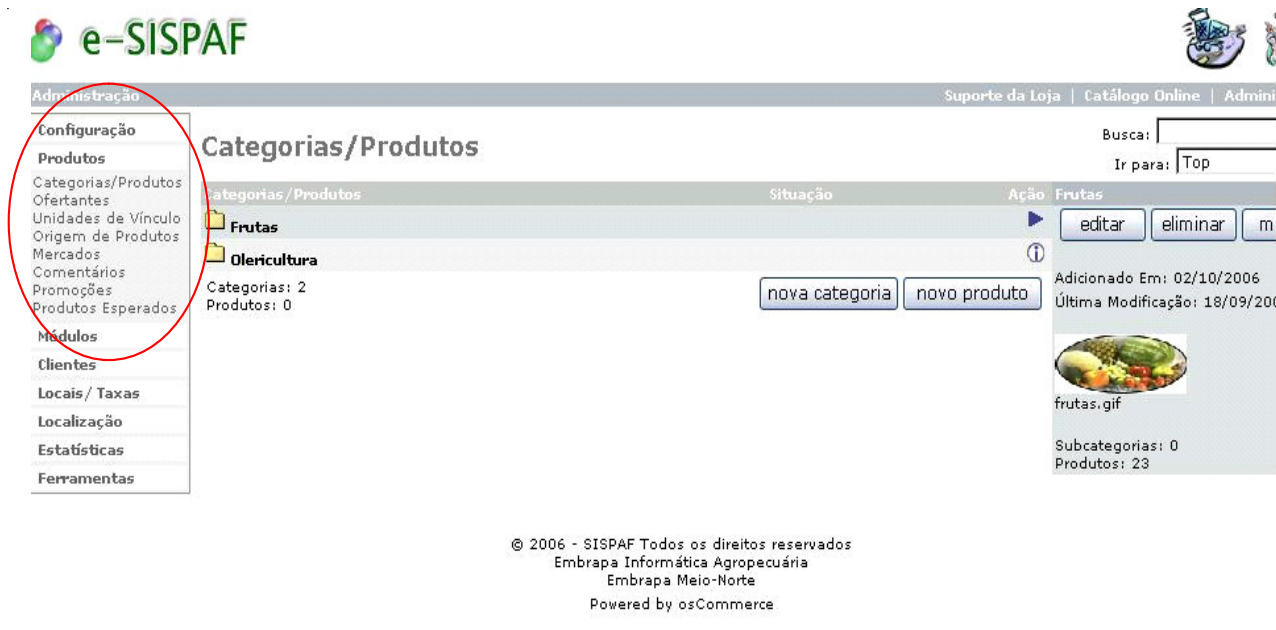 e-SISPAF
Administração
Suporte da Loja | Catálogo Online | Admini
Configuração
Produtos
Categorias/Produtos
Ofertantes
Unidades de Vínculo
Origem de Produtos
Mercados
Comentários
Promoções
Produtos Esperados
Módulos
Clientes
Locais/ Taxas
Localização
Estatísticas
Ferramentas
Categorias/Produtos
Busca:
Ir para: Top
Categorias/Produtos Situação Ação
Frutas
Olericultura
Categorias: 2
Produtos: 0
nova categoria novo produto
Frutas
editar eliminar m
Adicionado Em: 02/10/2006
Última Modificação: 18/09/200
frutas.gif
Subcategorias: 0
Produtos: 23
© 2006 - SISPAF Todos os direitos reservados
Embrapa Informática Agropecuária
Embrapa Meio-Norte
Powered by osCommerce